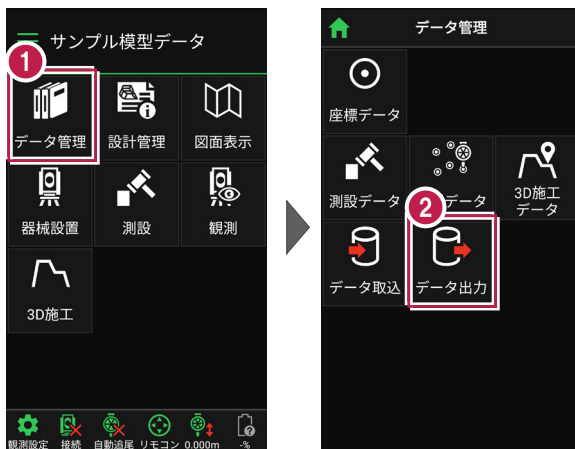 サンプル模型データ
1
データ管理
設計管理
図面表示
器械設置
測設
観測
3D施工
観測設定
接続
自動追尾
リモコン
0.000m
-%
データ管理
座標データ
測設データ
データ
3D施工
データ
2
データ取込
データ出力